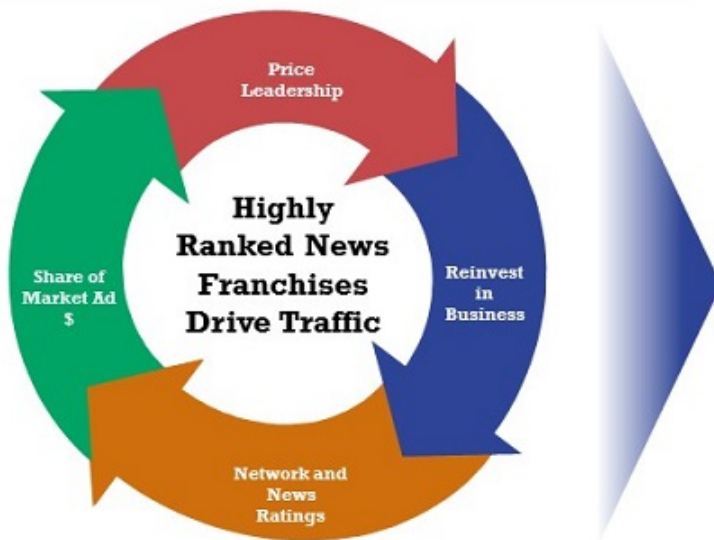 Price
Leadership
Highly
Ranked News
Franchises
Drive Traffic
Share of
Market Ad
$
Reinvest
in
Business
Network and
News
Ratings